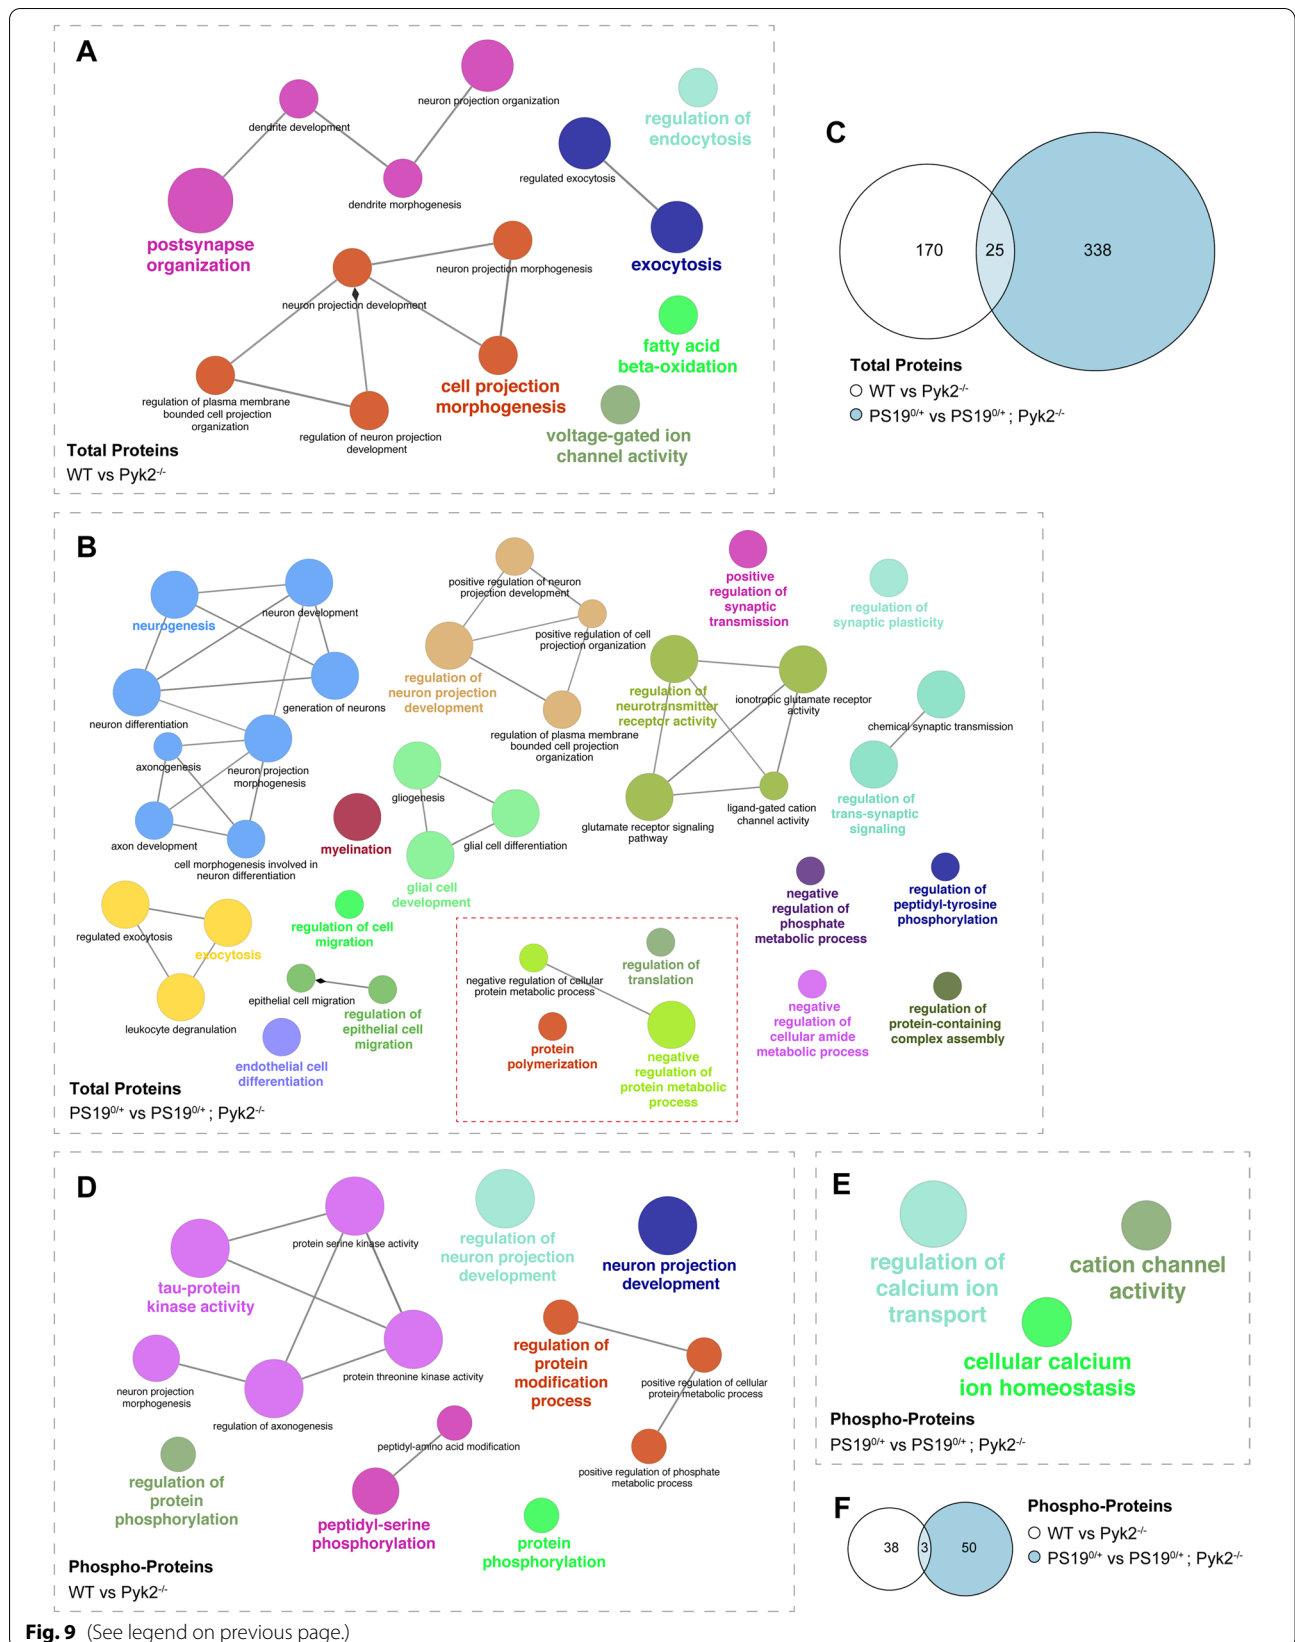 A
neuron projection organization
dendrite development
regulation of
endocytosis
regulated exocytosis
dendrite morphogenesis
postsynapse
organization
exocytosis
neuron projection morphogenesis
neuron projection development
fatty acid
beta-oxidation
cell projection
morphogenesis
regulation of plasma membrane
bounded cell projection
organization
regulation of neuron projection
development
voltage-gated ion
channel activity
Total Proteins
WT vs Pyk2-/-
C
170
25
338
Total Proteins
WT vs Pyk2-/-
PS190/+ vs PS190/+ ; Pyk2-/-
B
neurogenesis
neuron development
neuron differentiation
generation of neurons
axonogenesis
neuron projection
morphogenesis
axon development
cell morphogenesis involved in
neuron differentiation
positive regulation of neuron
projection development
positive regulation of cell
projection organization
regulation of
neuron projection
development
regulation of plasma membrane
bounded cell projection
organization
positive
regulation of
synaptic
transmission
regulation of
synaptic plasticity
regulation of
neurotransmitter
receptor activity
ionotropic glutamate receptor
activity
glutamate receptor signaling
pathway
ligand-gated cation
channel activity
chemical synaptic transmission
regulation of
trans-synaptic
signaling
myelination
gliogenesis
glial cell differentiation
glial cell
development
regulated exocytosis
exocytosis
leukocyte degranulation
regulation of cell
migration
epithelial cell migration
regulation of
epithelial cell
migration
endothelial cell
differentiation
negative regulation of cellular
protein metabolic process
regulation of
translation
protein
polymerization
negative
regulation of
protein metabolic
process
negative
regulation of
phosphate
metabolic process
regulation of
peptidyl-tyrosine
phosphorylation
negative
regulation of
cellular amide
metabolic process
regulation of
protein-containing
complex assembly
Total Proteins
PS190/+ vs PS190/+ ; Pyk2-/-
D
protein serine kinase activity
tau-protein
kinase activity
protein threonine kinase activity
neuron projection
morphogenesis
regulation of axonogenesis
regulation of
neuron projection
development
neuron projection
development
regulation of
protein
modification
process
positive regulation of cellular
protein metabolic process
positive regulation of phosphate
metabolic process
peptidyl-amino acid modification
peptidyl-serine
phosphorylation
regulation of
protein
phosphorylation
protein
phosphorylation
Phospho-Proteins
WT vs Pyk2-/-
E
regulation of
calcium ion
transport
cation channel
activity
cellular calcium
ion homeostasis
Phospho-Proteins
PS190/+ vs PS190/+ ; Pyk2-/-
F
38
3
50
Phospho-Proteins
WT vs Pyk2-/-
PS190/+ vs PS190/+ ; Pyk2-/-
Fig. 9 (See legend on previous page.)